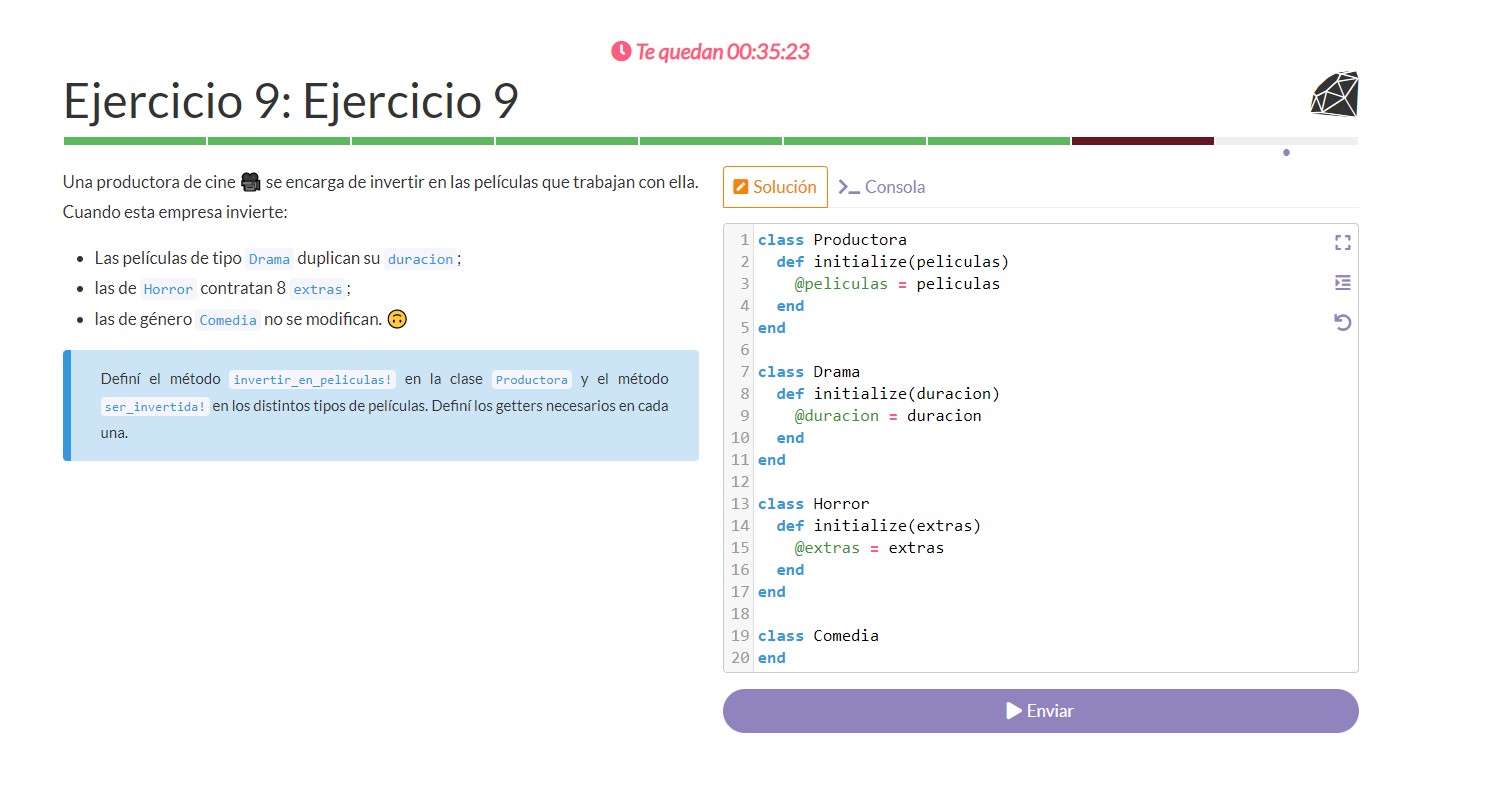 Te quedan 00:35:23
Ejercicio 9: Ejercicio 9
Una productora de cine 🎥 se encarga de invertir en las películas que trabajan con ella.
Cuando esta empresa invierte:
• Las películas de tipo Drama duplican su duracion;
• las de Horror contratan 8 extras;
• las de género Comedia no se modifican. 🙃
Definí el método invertir_en_peliculas! en la clase Productora y el método
ser_invertida! en los distintos tipos de películas. Definí los getters necesarios en cada
una.
Solución
Consola
1 class Productora
2   def initialize(peliculas)
3     @peliculas = peliculas
4   end
5 end
6
7 class Drama
8   def initialize(duracion)
9     @duracion = duracion
10   end
11 end
12
13 class Horror
14   def initialize(extras)
15     @extras = extras
16   end
17 end
18
19 class Comedia
20 end
Enviar